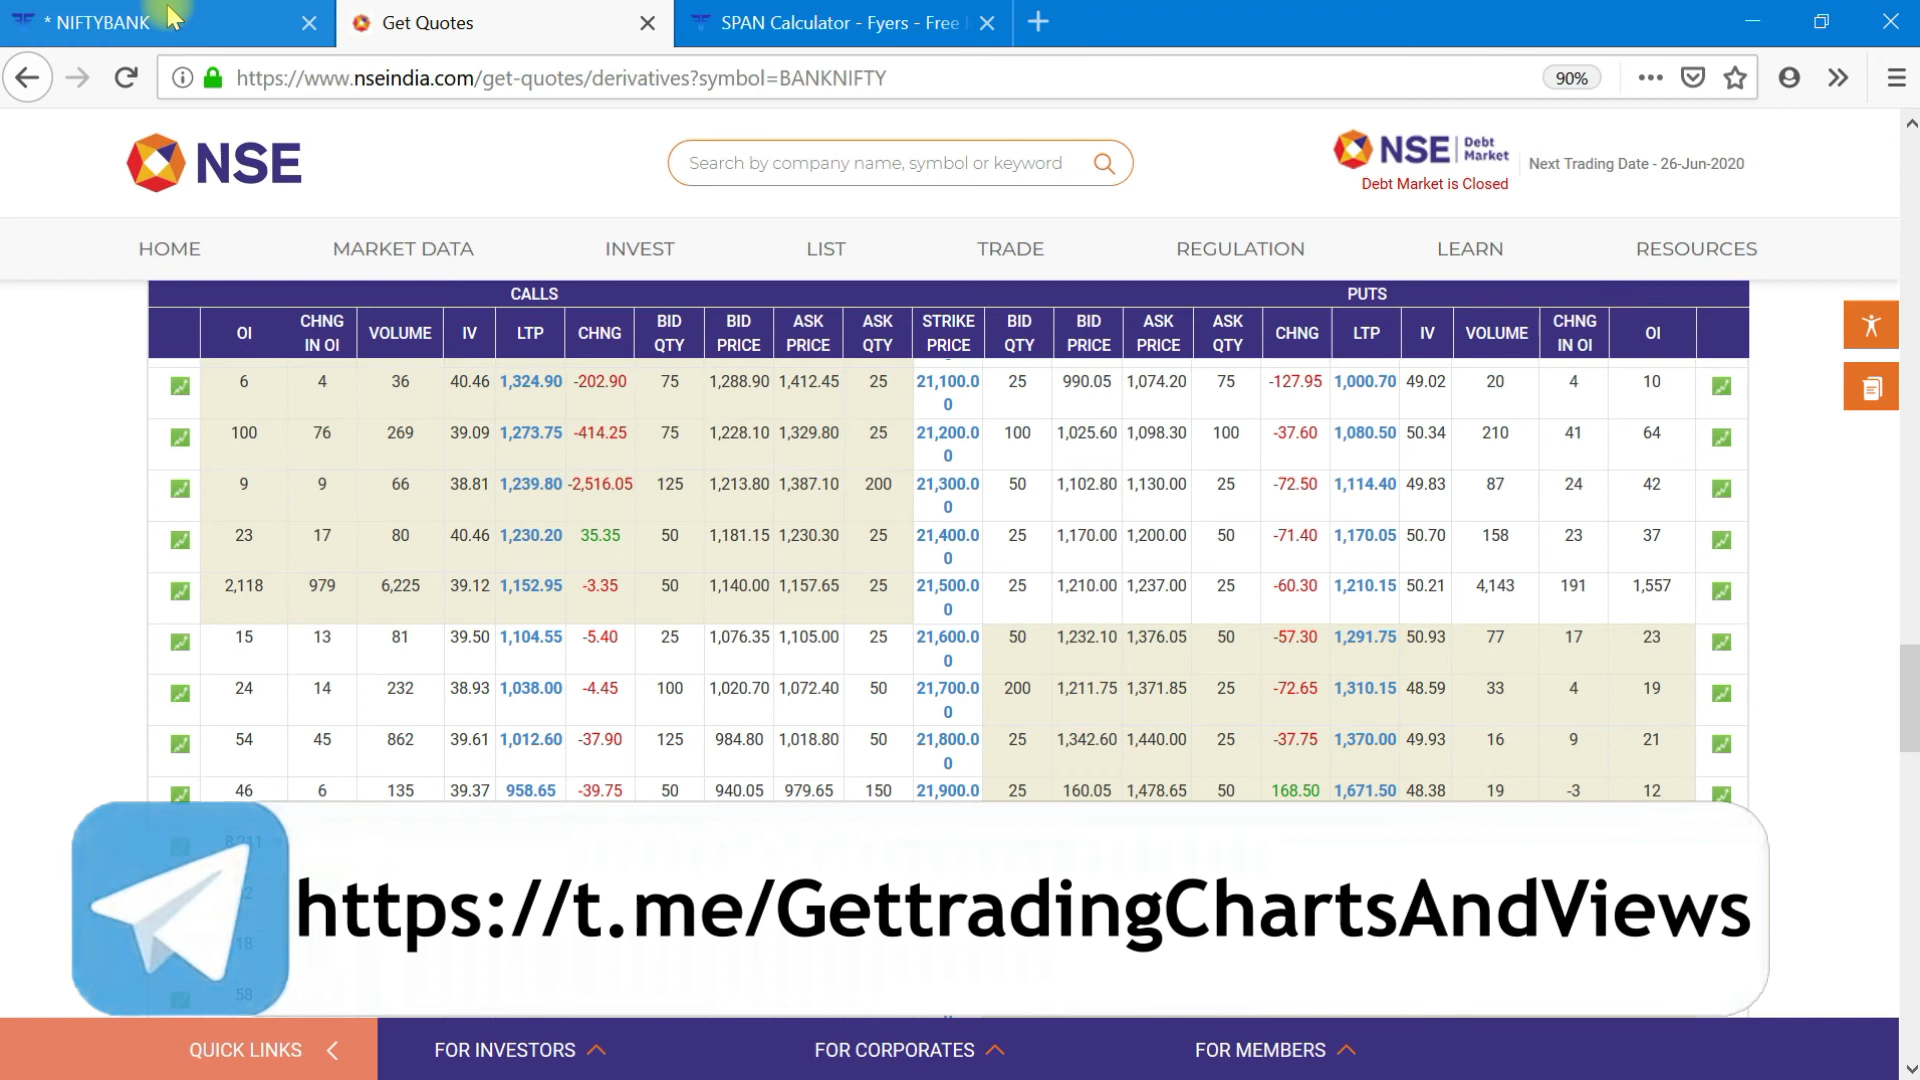 * NIFTYBANK
Get Quotes
SPAN Calculator - Fyers - Free
https://www.nseindia.com/get-quotes/derivatives?symbol=BANKNIFTY
90%
NSE
Search by company name, symbol or keyword
NSE Debt Market
Next Trading Date - 26-Jun-2020
Debt Market is Closed
HOME MARKET DATA INVEST LIST TRADE REGULATION LEARN RESOURCES
CALLS PUTS
OI CHNG IN OI VOLUME IV LTP CHNG BID QTY BID PRICE ASK PRICE ASK QTY STRIKE PRICE BID QTY BID PRICE ASK PRICE ASK QTY CHNG LTP IV VOLUME CHNG IN OI OI
6 4 36 40.46 1,324.90 -202.90 75 1,288.90 1,412.45 25 21,100.00 25 990.05 1,074.20 75 -127.95 1,000.70 49.02 20 4 10
100 76 269 39.09 1,273.75 -414.25 75 1,228.10 1,329.80 25 21,200.00 100 1,025.60 1,098.30 100 -37.60 1,080.50 50.34 210 41 64
9 9 66 38.81 1,239.80 -2,516.05 125 1,213.80 1,387.10 200 21,300.00 50 1,102.80 1,130.00 25 -72.50 1,114.40 49.83 87 24 42
23 17 80 40.46 1,230.20 35.35 50 1,181.15 1,230.30 25 21,400.00 25 1,170.00 1,200.00 50 -71.40 1,170.05 50.70 158 23 37
2,118 979 6,225 39.12 1,152.95 -3.35 50 1,140.00 1,157.65 25 21,500.00 25 1,210.00 1,237.00 25 -60.30 1,210.15 50.21 4,143 191 1,557
15 13 81 39.50 1,104.55 -5.40 25 1,076.35 1,105.00 25 21,600.00 50 1,232.10 1,376.05 50 -57.30 1,291.75 50.93 77 17 23
24 14 232 38.93 1,038.00 -4.45 100 1,020.70 1,072.40 50 21,700.00 200 1,211.75 1,371.85 25 -72.65 1,310.15 48.59 33 4 19
54 45 862 39.61 1,012.60 -37.90 125 984.80 1,018.80 50 21,800.00 25 1,342.60 1,440.00 25 -37.75 1,370.00 49.93 16 9 21
46 6 135 39.37 958.65 -39.75 50 940.05 979.65 150 21,900.0 25 160.05 1,478.65 50 168.50 1,671.50 48.38 19 -3 12
https://t.me/GettradingChartsAndViews
58
QUICK LINKS FOR INVESTORS FOR CORPORATES FOR MEMBERS